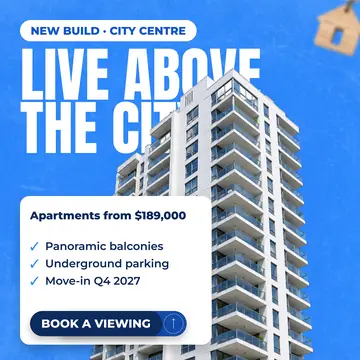 NEW BUILD · CITY CENTRE
LIVE ABOVE
THE CIT
Apartments from $189,000
✓ Panoramic balconies
✓ Underground parking
✓ Move-in Q4 2027
BOOK A VIEWING ↑